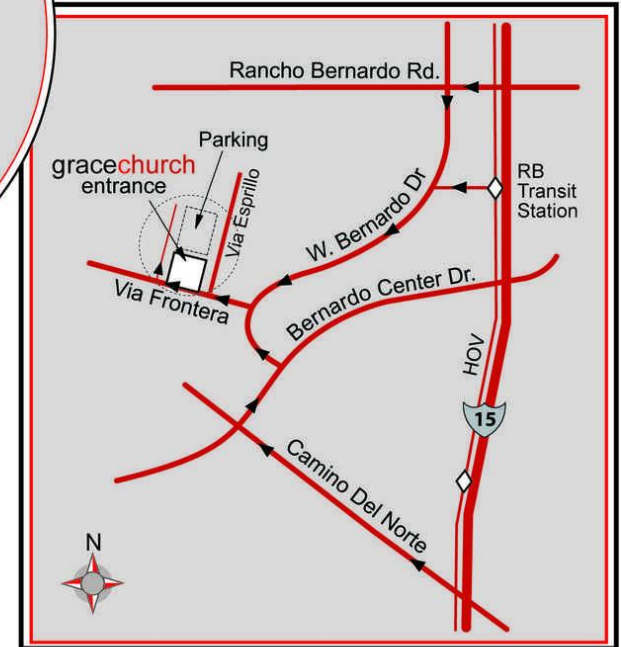 Rancho Bernardo Rd.
Parking
gracechurch
entrance
Via Esprillo
W. Bernardo Dr
RB
Transit
Station
Via Frontera
Bernardo Center Dr.
HOV
15
Camino Del Norte
N